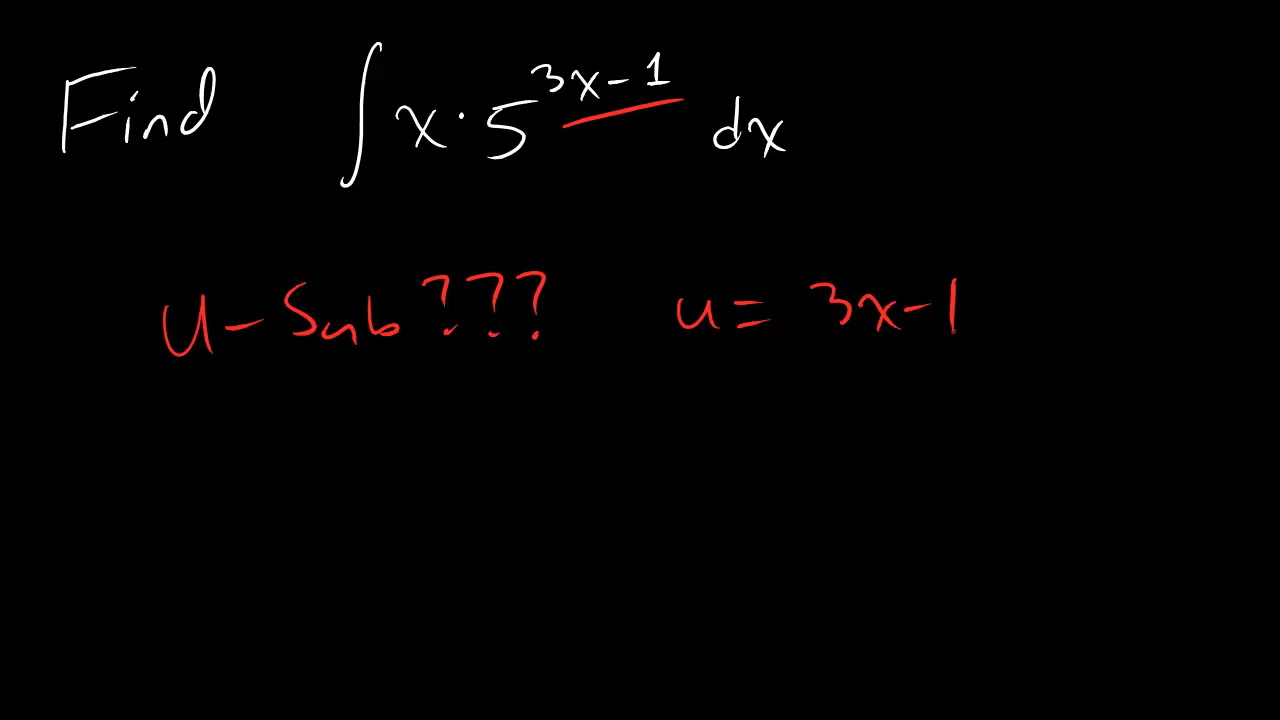 Find ∫ x · 5^{3x-1} dx
U-Sub??? u = 3x-1